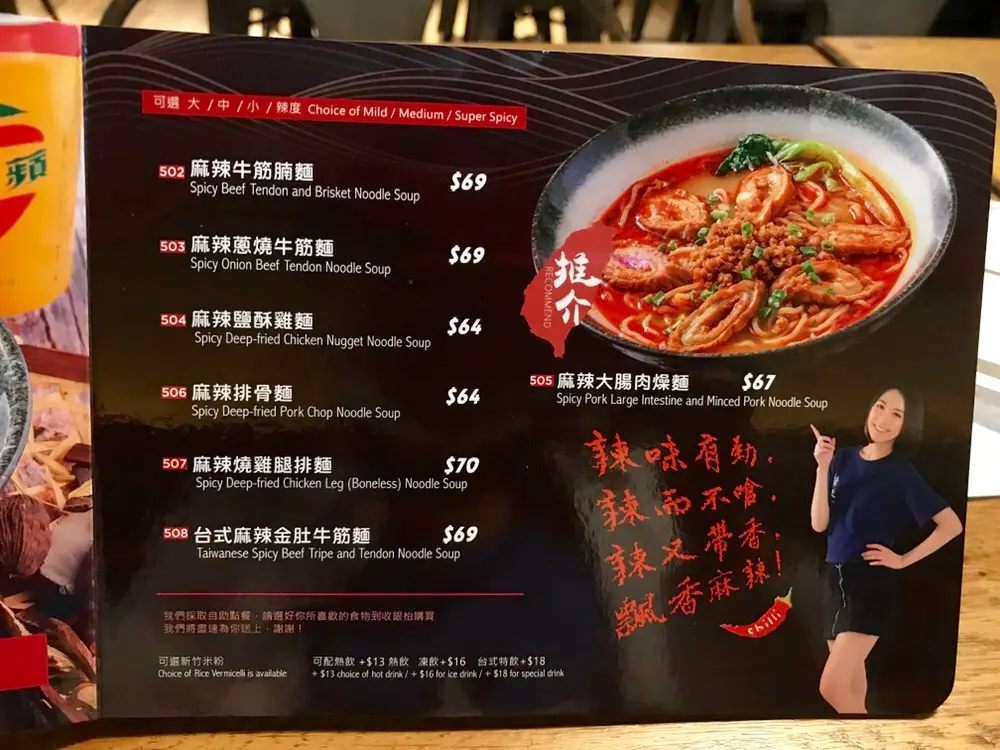 蘋
可選 大 / 中 / 小 / 辣度 Choice of Mild / Medium / Super Spicy
502 麻辣牛筋腩麵 $69
Spicy Beef Tendon and Brisket Noodle Soup
503 麻辣蔥燒牛筋麵 $69
Spicy Onion Beef Tendon Noodle Soup
504 麻辣鹽酥雞麵 $64
Spicy Deep-fried Chicken Nugget Noodle Soup
506 麻辣排骨麵 $64
Spicy Deep-fried Pork Chop Noodle Soup
507 麻辣燒雞腿排麵 $70
Spicy Deep-fried Chicken Leg (Boneless) Noodle Soup
508 台式麻辣金肚牛筋麵 $69
Taiwanese Spicy Beef Tripe and Tendon Noodle Soup
我們採取自助點餐，請選好你所喜歡的食物到收銀枱購買
我們將盡速為你送上，謝謝！
可選新竹米粉
Choice of Rice Vermicelli is available
可配熱飲 +$13 熱飲 凍飲+$16 台式特飲+$18
+ $13 choice of hot drink / + $16 for ice drink / + $18 for special drink
推介
RECOMMEND
505 麻辣大腸肉燥麵 $67
Spicy Pork Large Intestine and Minced Pork Noodle Soup
辣味有勁，
辣而不嗆，
辣又帶香，
飄香麻辣！
chilli